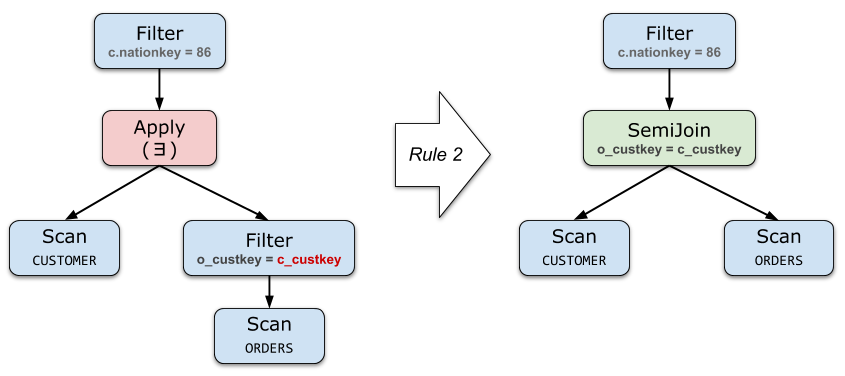 Filter
c.nationkey = 86
Apply
(∃)
Scan
CUSTOMER
Filter
o_custkey = c_custkey
Scan
ORDERS
Rule 2
Filter
c.nationkey = 86
SemiJoin
o_custkey = c_custkey
Scan
CUSTOMER
Scan
ORDERS